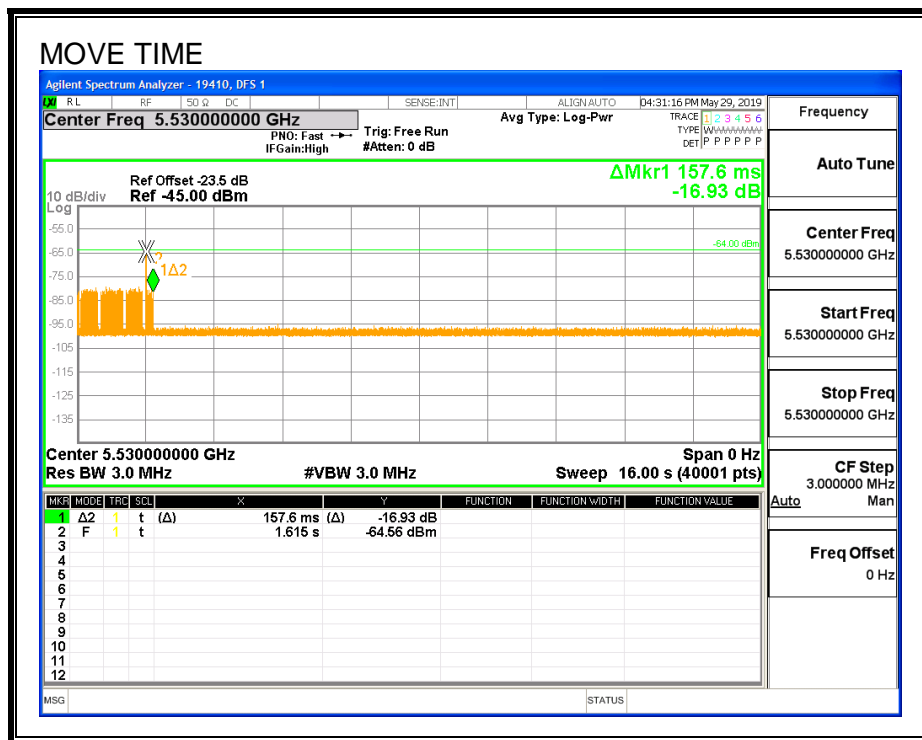 MOVE TIME
Agilent Spectrum Analyzer - 19410, DFS 1
LXI RL RF 50 Ω DC SENSE:INT ALIGN AUTO 04:31:16 PM May 29, 2019
Center Freq 5.530000000 GHz Avg Type: Log-Pwr TRACE 1 2 3 4 5 6
PNO: Fast Trig: Free Run TYPE WWWWWW
IFGain:High #Atten: 0 dB DET P P P P P P
Frequency
Auto Tune
Center Freq
5.530000000 GHz
Start Freq
5.530000000 GHz
Stop Freq
5.530000000 GHz
CF Step
3.000000 MHz
Auto Man
Freq Offset
0 Hz
ΔMkr1 157.6 ms
-16.93 dB
Ref Offset -23.5 dB
10 dB/div Ref -45.00 dBm
Log
-55.0
-64.00 dBm
-65.0
2
1Δ2
-75.0
-85.0
-95.0
-105
-115
-125
-135
Center 5.530000000 GHz Span 0 Hz
Res BW 3.0 MHz #VBW 3.0 MHz Sweep 16.00 s (40001 pts)
MKR MODE TRC SCL X Y FUNCTION FUNCTION WIDTH FUNCTION VALUE
1 Δ2 1 t (Δ) 157.6 ms (Δ) -16.93 dB
2 F 1 t 1.615 s -64.56 dBm
3
4
5
6
7
8
9
10
11
12
MSG STATUS